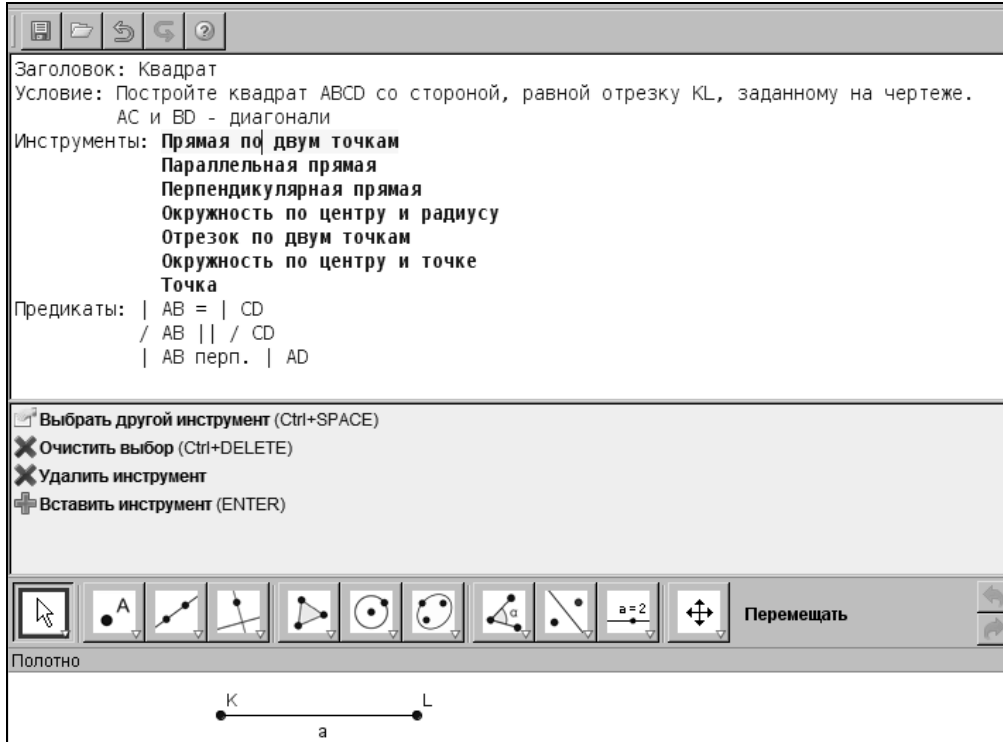 Заголовок: Квадрат
Условие: Постройте квадрат ABCD со стороной, равной отрезку KL, заданному на чертеже.
AC и BD - диагонали
Инструменты: Прямая по двум точкам
Параллельная прямая
Перпендикулярная прямая
Окружность по центру и радиусу
Отрезок по двум точкам
Окружность по центру и точке
Точка
Предикаты: | AB = | CD
/ AB || / CD
| AB перп. | AD
Выбрать другой инструмент (Ctrl+SPACE)
Очистить выбор (Ctrl+DELETE)
Удалить инструмент
Вставить инструмент (ENTER)
A α a=2 Перемещать
Полотно
K L
a